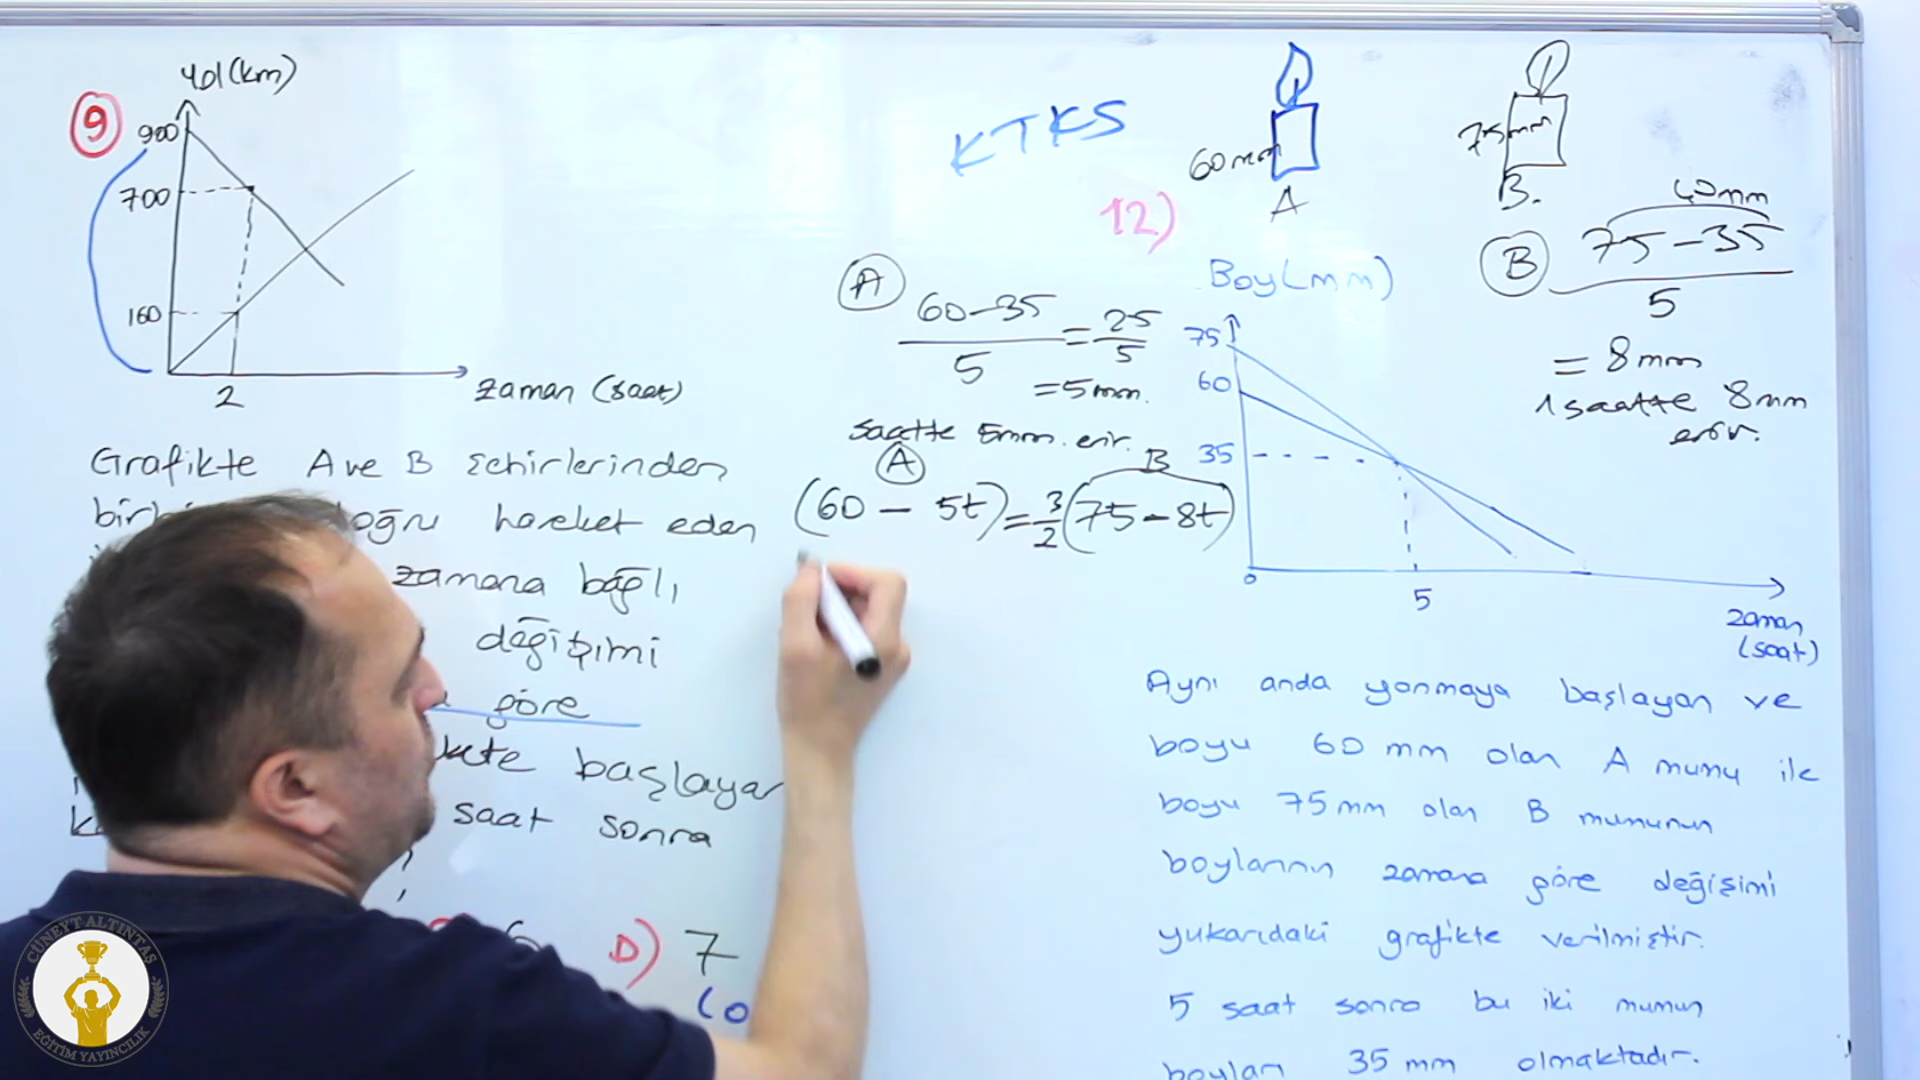 9
Yol (km)
900
700
160
2
zaman (saat)
Grafikte A ve B şehirlerinden
doğru hareket eden
zamana bağlı
değişimi
göre
başlayan
saat sonra
D) 7
KTKS
12)
60 mm
A
75 mm
B.
A
60-35
5
= 25
5
= 5 mm.
saatte 5mm. erir.
A
B
(60 - 5t) = 3/2 (75 - 8t)
Boy (mm)
75
60
35
0
5
zaman
(saat)
40mm
B
75-35
5
= 8 mm
1 saatte 8 mm
erir.
Aynı anda yanmaya başlayan ve
boyu 60 mm olan A mumu ile
boyu 75 mm olan B mumunun
boylarının zamana göre değişimi
yukarıdaki grafikte verilmiştir.
5 saat sonra bu iki mumun
boyları 35 mm olmaktadır.
CÜNEYT ALTINTAŞ
EĞİTİM YAYINCILIK